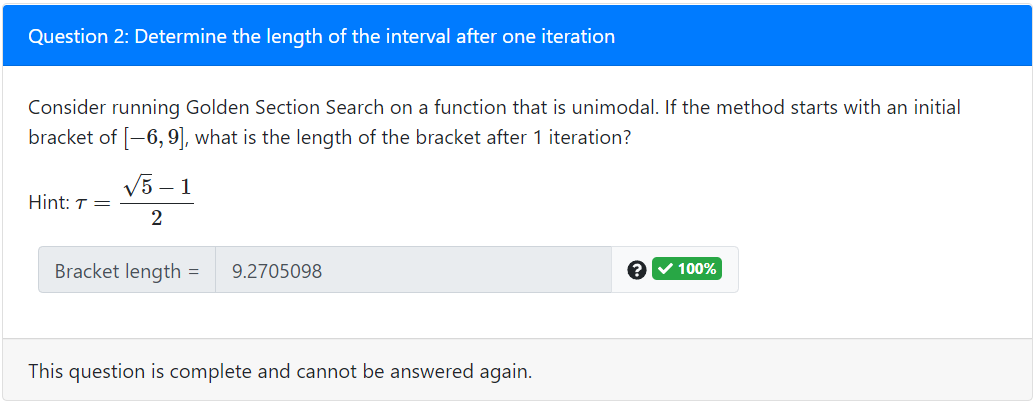 Question 2: Determine the length of the interval after one iteration
Consider running Golden Section Search on a function that is unimodal. If the method starts with an initial
bracket of [−6, 9], what is the length of the bracket after 1 iteration?
Hint: τ = (√5 − 1) / 2
Bracket length = 9.2705098 ? ✔ 100%
This question is complete and cannot be answered again.